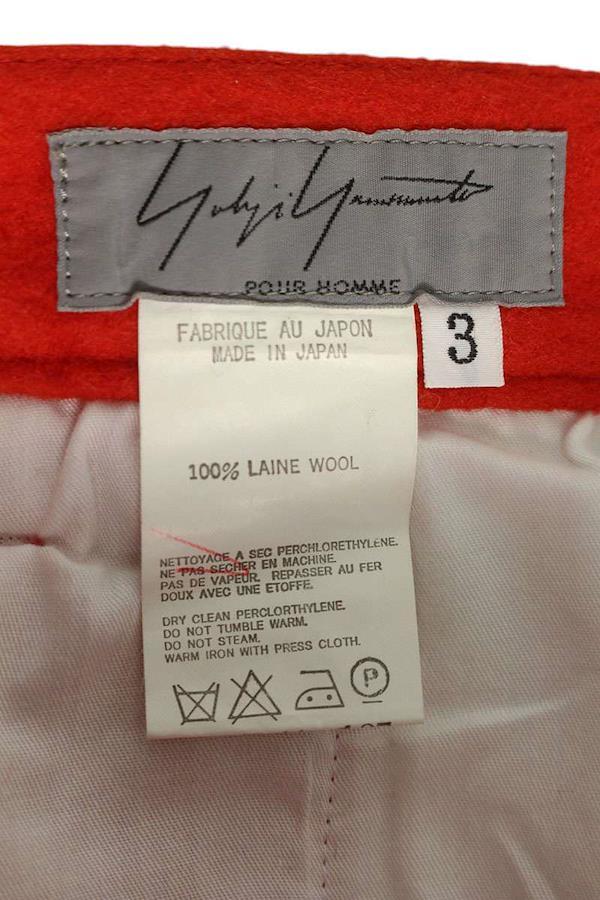 Yohji Yamamoto
POUR HOMME
FABRIQUE AU JAPON
MADE IN JAPAN
3
100% LAINE WOOL
NETTOYAGE A SEC PERCHLORETHYLENE.
NE PAS SECHER EN MACHINE.
PAS DE VAPEUR. REPASSER AU FER
DOUX AVEC UNE ETOFFE.
DRY CLEAN PERCLORTHYLENE.
DO NOT TUMBLE WARM.
DO NOT STEAM.
WARM IRON WITH PRESS CLOTH.
P